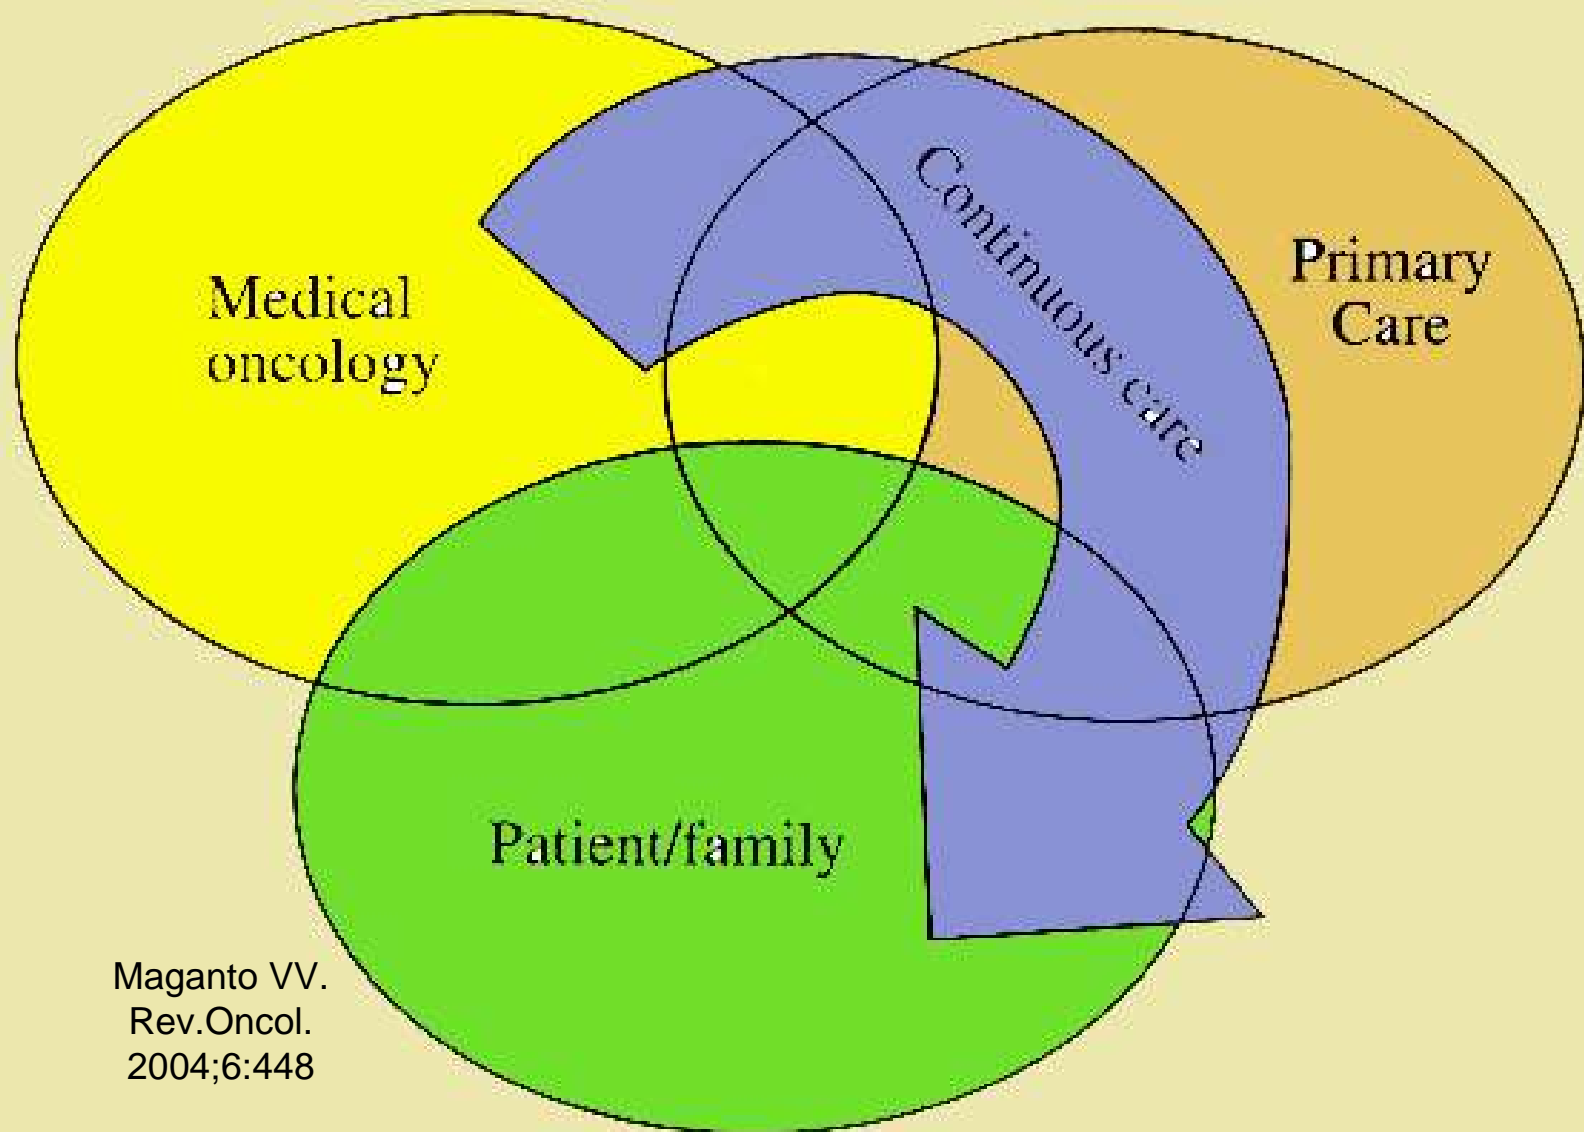 Medical
oncology
Continuous care
Primary
Care
Patient/family
Maganto VV.
Rev.Oncol.
2004;6:448